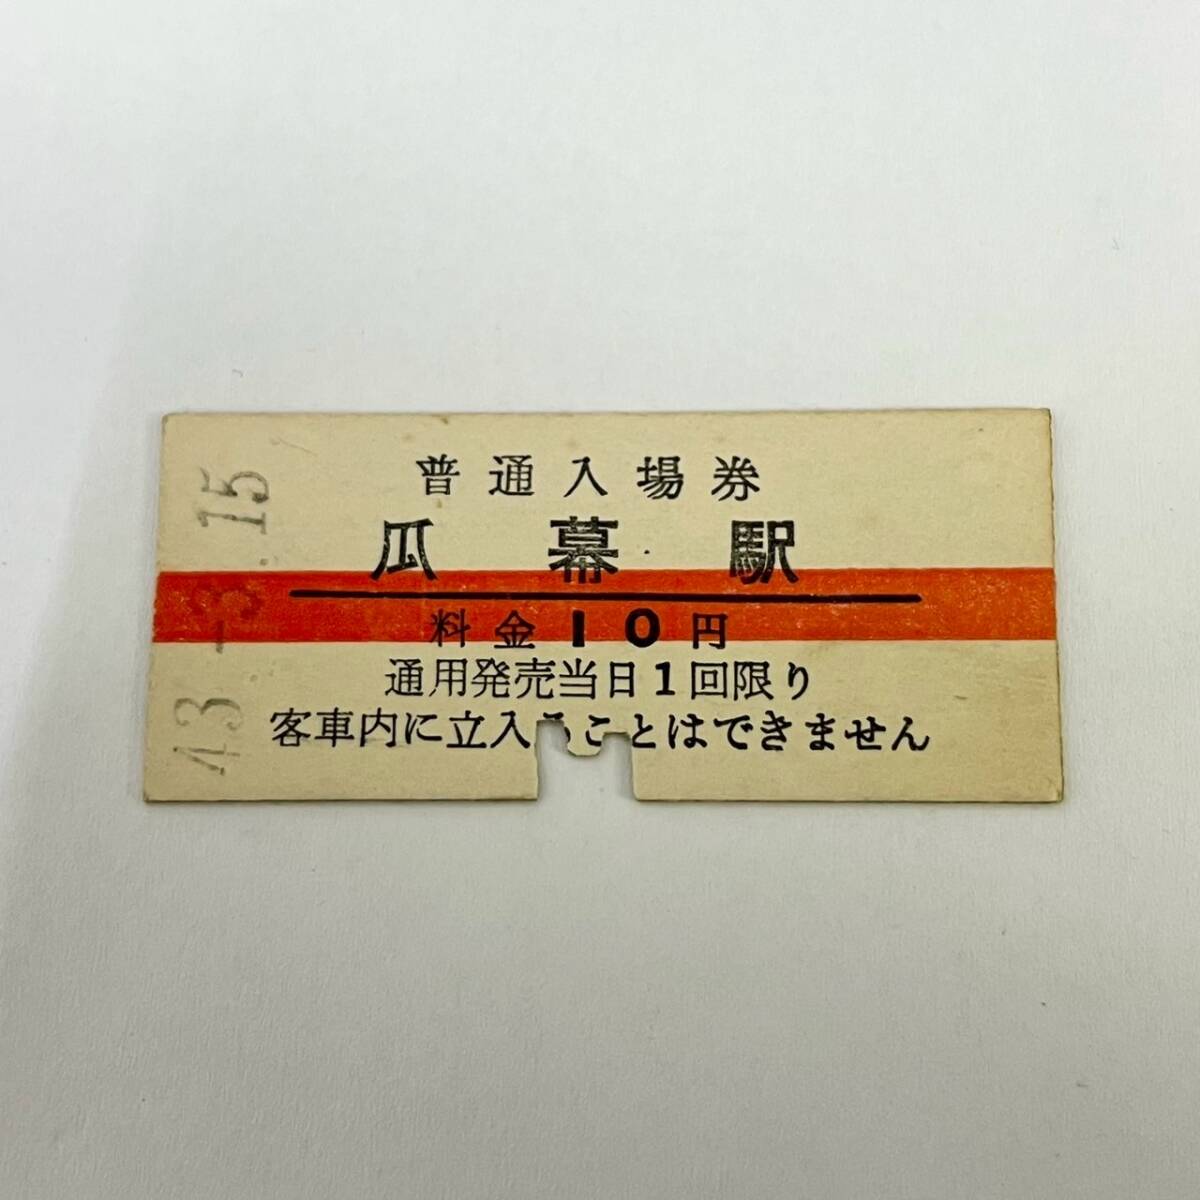 普通入場券
瓜幕駅
料金10円
通用発売当日1回限り
客車内に立入ることはできません
43-3.15